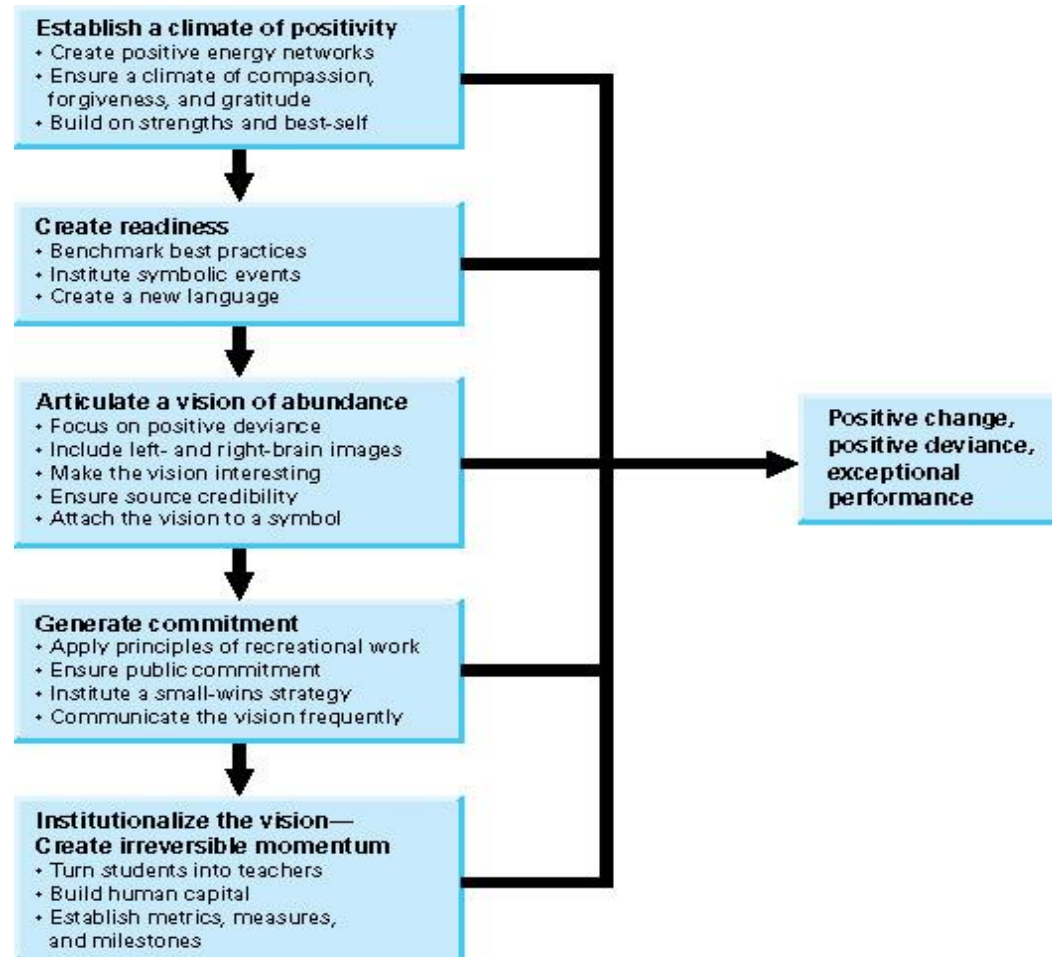 Establish a climate of positivity
• Create positive energy networks
• Ensure a climate of compassion,
forgiveness, and gratitude
• Build on strengths and best-self
Create readiness
• Benchmark best practices
• Institute symbolic events
• Create a new language
Articulate a vision of abundance
• Focus on positive deviance
• Include left- and right-brain images
• Make the vision interesting
• Ensure source credibility
• Attach the vision to a symbol
Generate commitment
• Apply principles of recreational work
• Ensure public commitment
• Institute a small-wins strategy
• Communicate the vision frequently
Institutionalize the vision—
Create irreversible momentum
• Turn students into teachers
• Build human capital
• Establish metrics, measures,
and milestones
Positive change,
positive deviance,
exceptional
performance